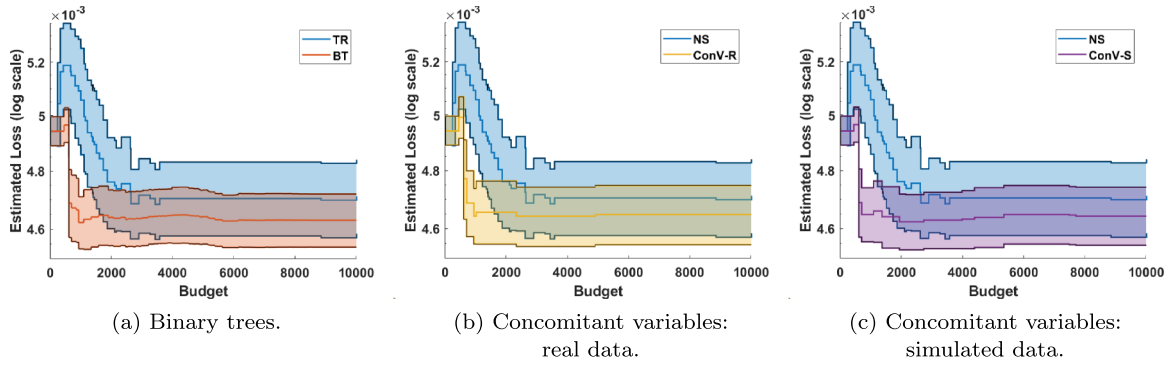 ×10⁻³
Estimated Loss (log scale)
5.2
5
4.8
4.6
0 2000 4000 6000 8000 10000
Budget
TR
BT
(a) Binary trees.
×10⁻³
Estimated Loss (log scale)
5.2
5
4.8
4.6
0 2000 4000 6000 8000 10000
Budget
NS
ConV-R
(b) Concomitant variables:
real data.
×10⁻³
Estimated Loss (log scale)
5.2
5
4.8
4.6
0 2000 4000 6000 8000 10000
Budget
NS
ConV-S
(c) Concomitant variables:
simulated data.